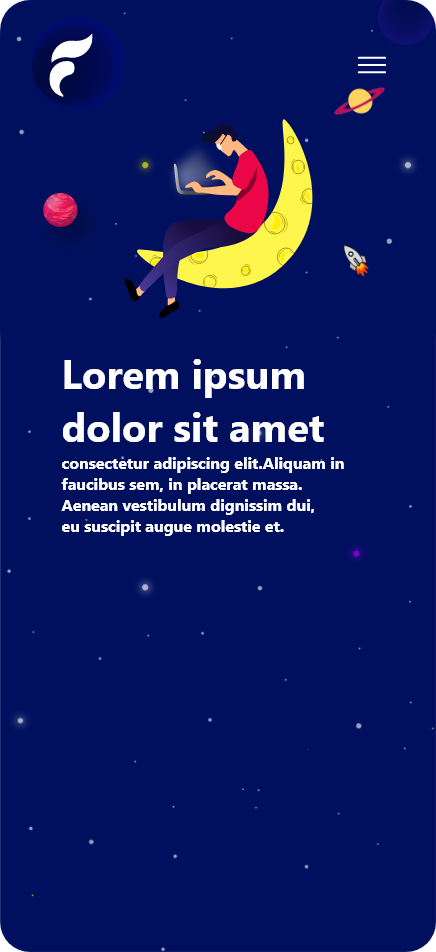 Lorem ipsum
dolor sit amet
consectetur adipiscing elit.Aliquam in
faucibus sem, in placerat massa.
Aenean vestibulum dignissim dui,
eu suscipit augue molestie et.